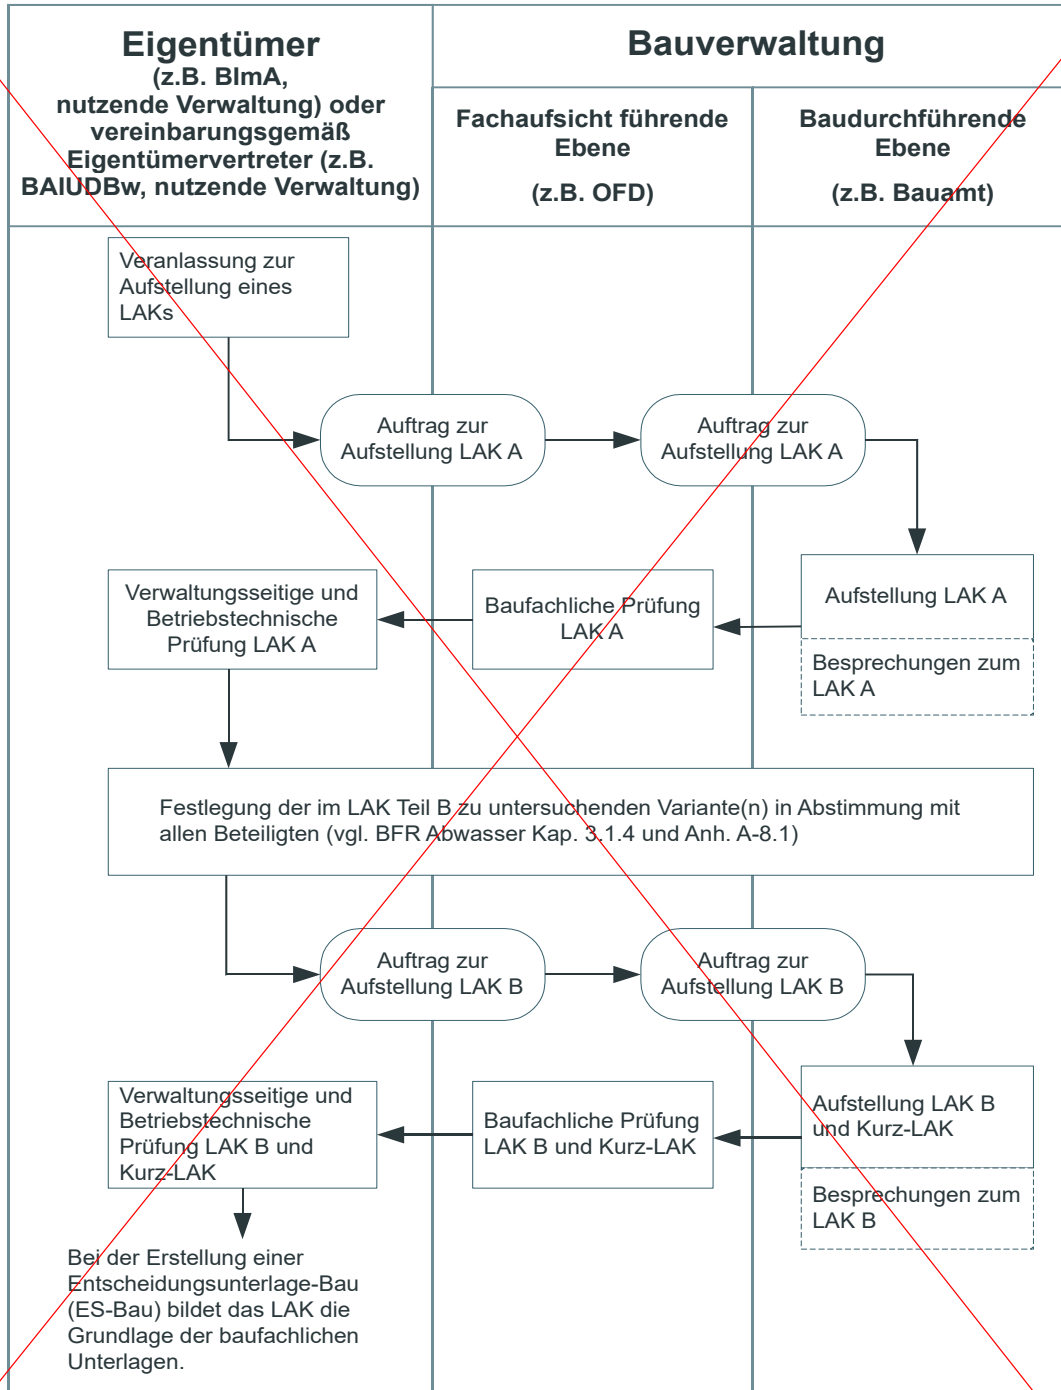 Eigentümer
(z.B. BImA,
nutzende Verwaltung) oder
vereinbarungsgemäß
Eigentümervertreter (z.B.
BAIUDBw, nutzende Verwaltung)
Bauverwaltung
Fachaufsicht führende
Ebene
(z.B. OFD)
Baudurchführende
Ebene
(z.B. Bauamt)
Veranlassung zur
Aufstellung eines
LAKs
Auftrag zur
Aufstellung LAK A
Auftrag zur
Aufstellung LAK A
Verwaltungsseitige und
Betriebstechnische
Prüfung LAK A
Baufachliche Prüfung
LAK A
Aufstellung LAK A
Besprechungen zum
LAK A
Festlegung der im LAK Teil B zu untersuchenden Variante(n) in Abstimmung mit
allen Beteiligten (vgl. BFR Abwasser Kap. 3.1.4 und Anh. A-8.1)
Auftrag zur
Aufstellung LAK B
Auftrag zur
Aufstellung LAK B
Verwaltungsseitige und
Betriebstechnische
Prüfung LAK B und
Kurz-LAK
Baufachliche Prüfung
LAK B und Kurz-LAK
Aufstellung LAK B
und Kurz-LAK
Besprechungen zum
LAK B
Bei der Erstellung einer
Entscheidungsunterlage-Bau
(ES-Bau) bildet das LAK die
Grundlage der baufachlichen
Unterlagen.